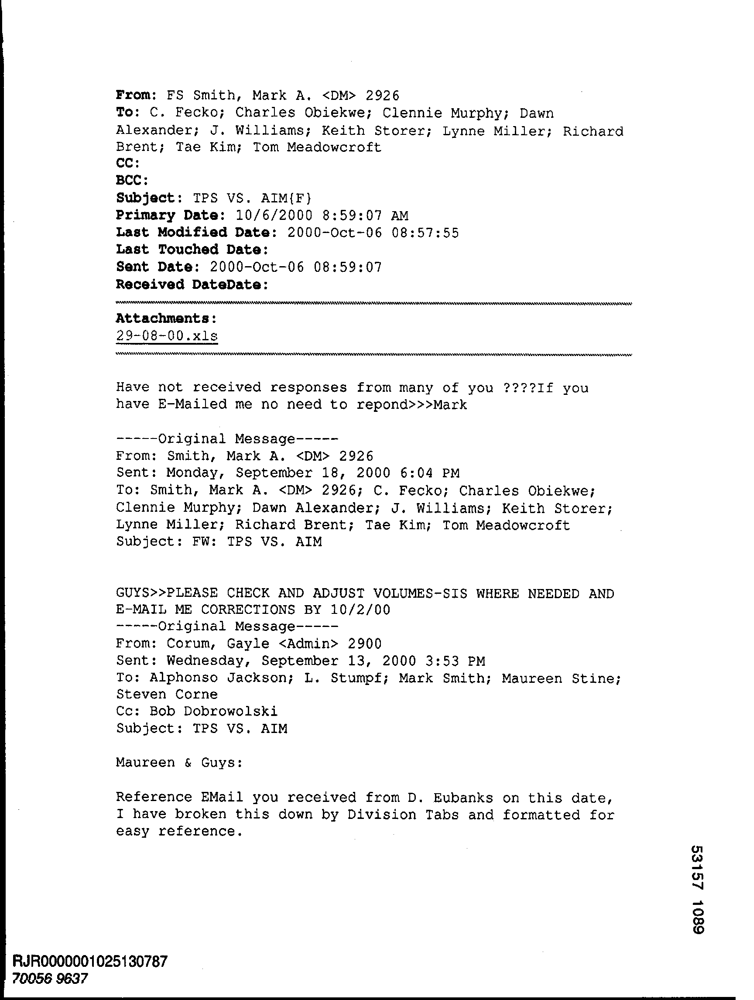 From: FS Smith, Mark A. <DM> 2926
To: C. Fecko; Charles Obiekwe; Clennie Murphy; Dawn
Alexander; J. Williams; Keith Storer; Lynne Miller; Richard
Brent; Tae Kim; Tom Meadowcroft
CC:
BCC:
Subject: TPS VS. AIM{F}
Primary Date: 10/6/2000 8:59:07 AM
Last Modified Date: 2000-Oct-06 08:57:55
Last Touched Date:
Sent Date: 2000-Oct-06 08:59:07
Received DateDate:
Attachments:
29-08-00.xls
Have not received responses from many of you ????If you
have E-Mailed me no need to repond>>>Mark
-----Original Message-----
From: Smith, Mark A. <DM> 2926
Sent: Monday, September 18, 2000 6:04 PM
To: Smith, Mark A. <DM> 2926; C. Fecko; Charles Obiekwe;
Clennie Murphy; Dawn Alexander; J. Williams; Keith Storer;
Lynne Miller; Richard Brent; Tae Kim; Tom Meadowcroft
Subject: FW: TPS VS. AIM
GUYS>>PLEASE CHECK AND ADJUST VOLUMES-SIS WHERE NEEDED AND
E-MAIL ME CORRECTIONS BY 10/2/00
-----Original Message-----
From: Corum, Gayle <Admin> 2900
Sent: Wednesday, September 13, 2000 3:53 PM
To: Alphonso Jackson; L. Stumpf; Mark Smith; Maureen Stine;
Steven Corne
Cc: Bob Dobrowolski
Subject: TPS VS. AIM
Maureen & Guys:
Reference EMail you received from D. Eubanks on this date,
I have broken this down by Division Tabs and formatted for
easy reference.
53157 1089
RJR0000001025130787
70056 9637